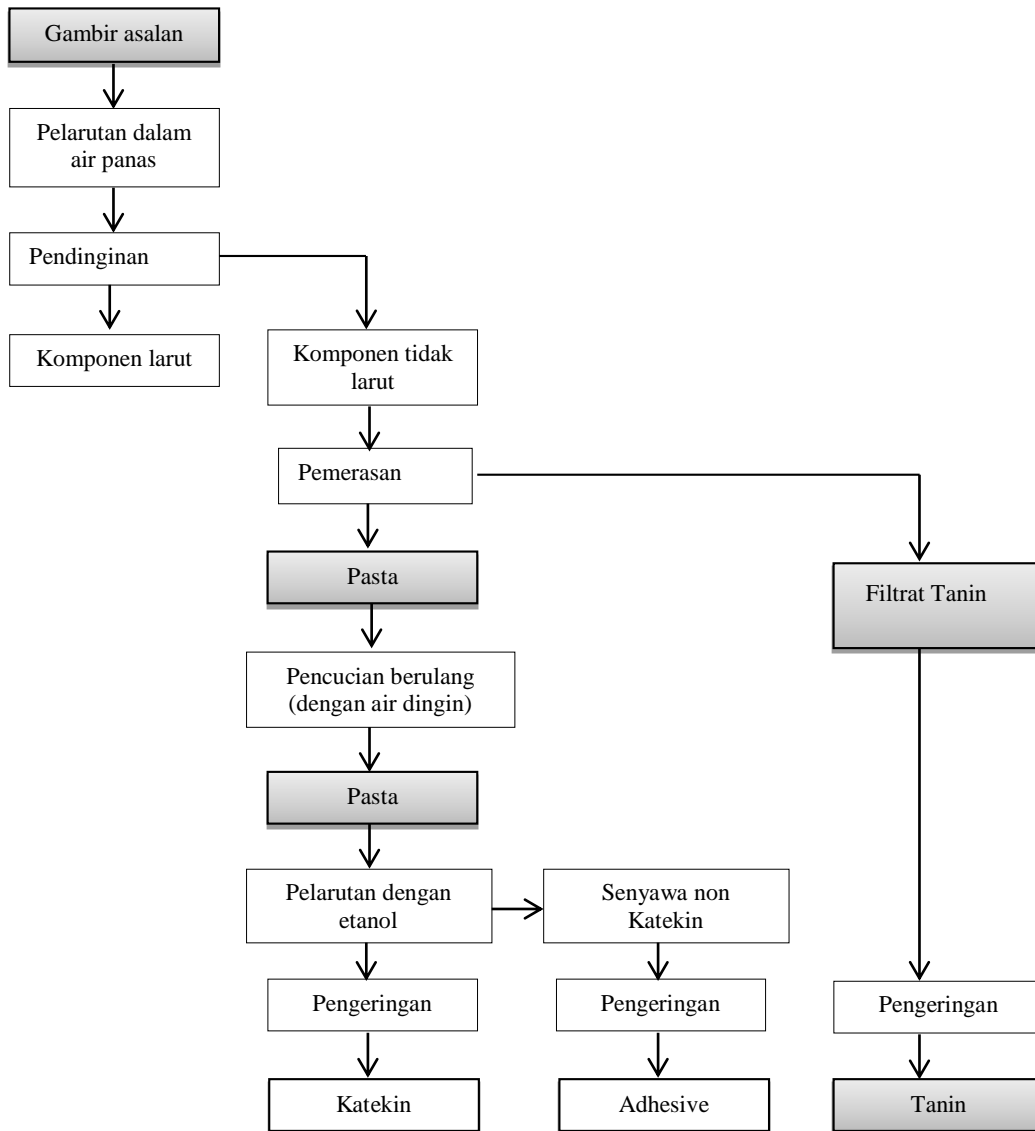 Gambir asalan
Pelarutan dalam
air panas
Pendinginan
Komponen larut
Komponen tidak
larut
Pemerasan
Pasta
Filtrat Tanin
Pencucian berulang
(dengan air dingin)
Pasta
Pelarutan dengan
etanol
Senyawa non
Katekin
Pengeringan
Pengeringan
Pengeringan
Katekin
Adhesive
Tanin